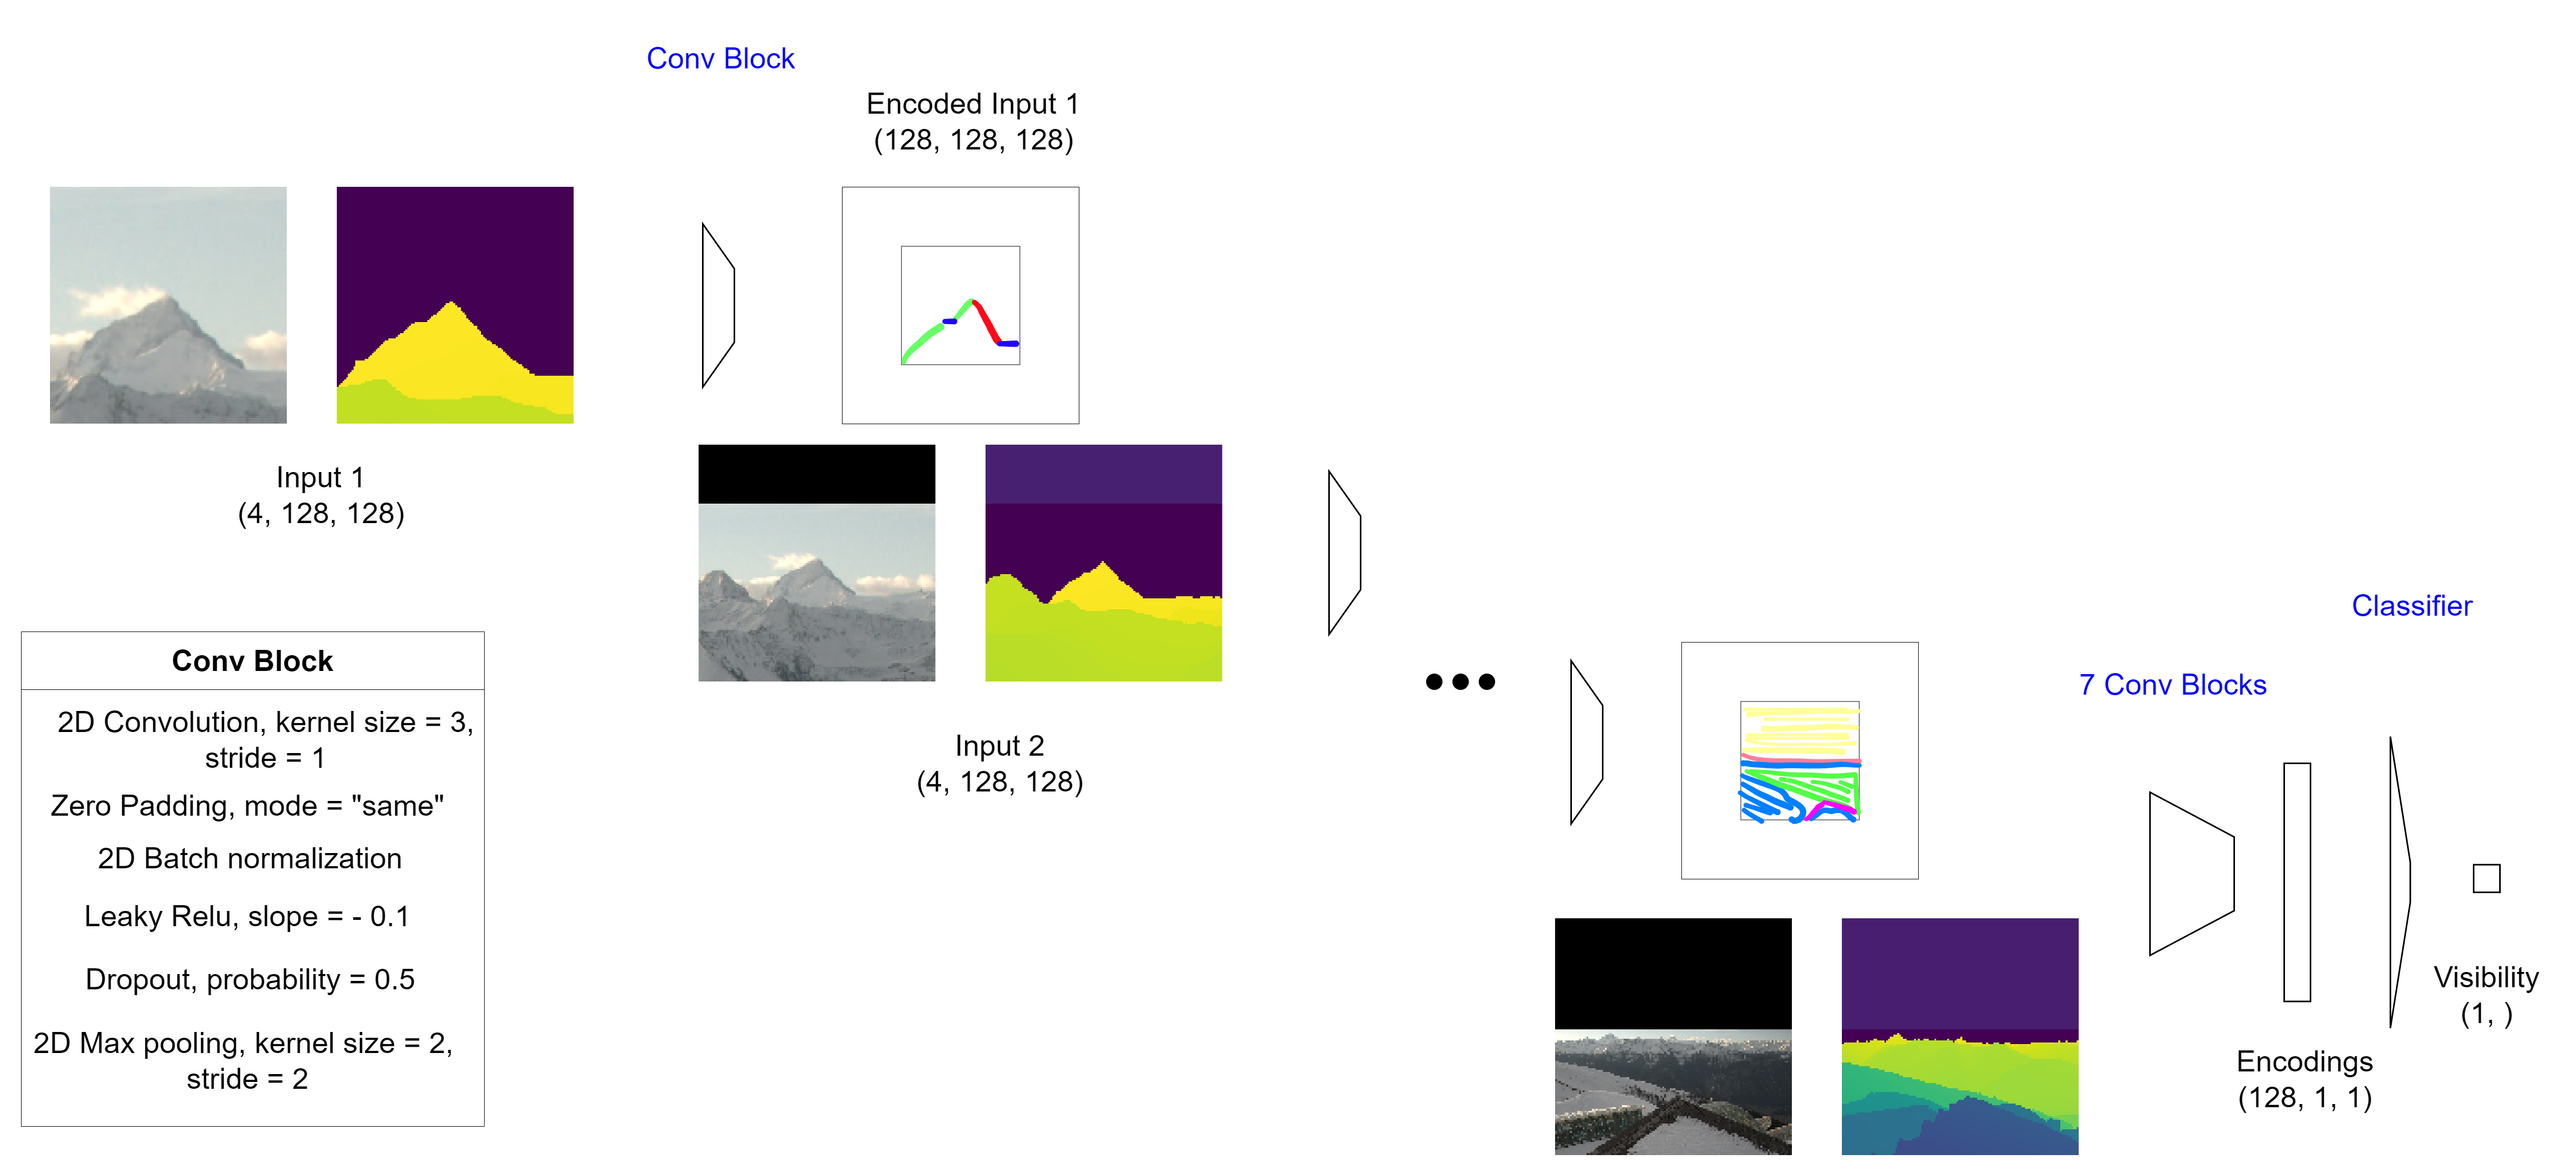 Conv Block
Encoded Input 1
(128, 128, 128)
Input 1
(4, 128, 128)
Input 2
(4, 128, 128)
Conv Block
2D Convolution, kernel size = 3,
stride = 1
Zero Padding, mode = "same"
2D Batch normalization
Leaky Relu, slope = - 0.1
Dropout, probability = 0.5
2D Max pooling, kernel size = 2,
stride = 2
Classifier
7 Conv Blocks
Visibility
(1, )
Encodings
(128, 1, 1)